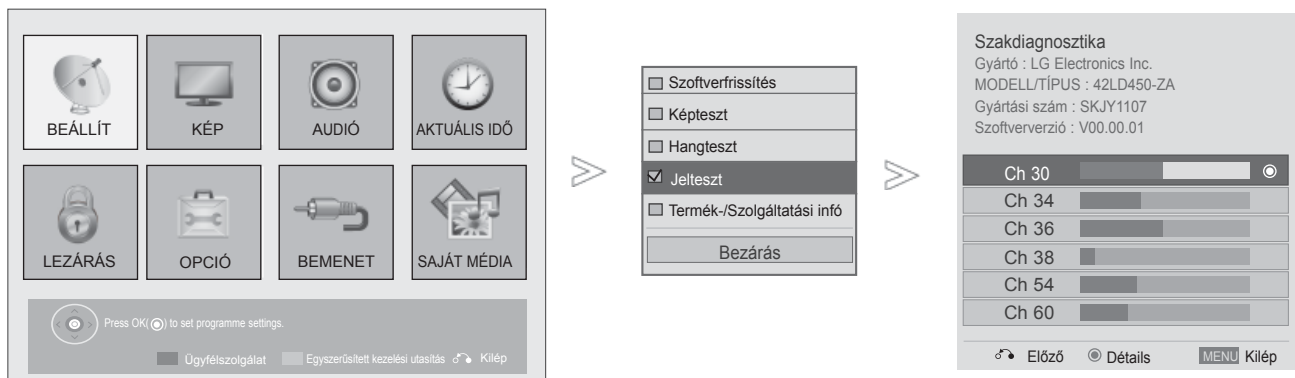 BEÁLLÍT
KÉP
AUDIÓ
AKTUÁLIS IDŐ
LEZÁRÁS
OPCIÓ
BEMENET
SAJÁT MÉDIA
Press OK(◉) to set programme settings.
Ügyfélszolgálat
Egyszerűsített kezelési utasítás
Kilép
Szoftverfrissítés
Képteszt
Hangteszt
Jelteszt
Termék-/Szolgáltatási infó
Bezárás
Szakdiagnosztika
Gyártó : LG Electronics Inc.
MODELL/TÍPUS : 42LD450-ZA
Gyártási szám : SKJY1107
Szoftververzió : V00.00.01
Ch 30
Ch 34
Ch 36
Ch 38
Ch 54
Ch 60
Előző
Détails
MENU Kilép